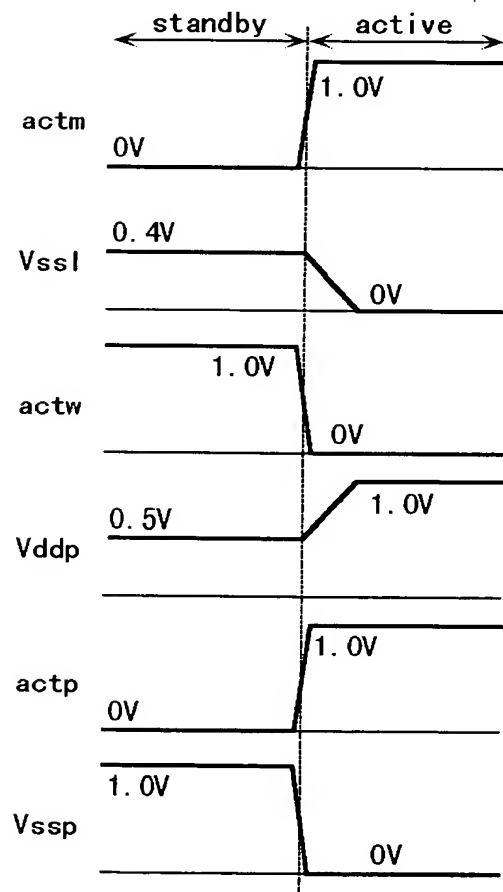 standby active
1.0V
actm
0V
0.4V
Vssl
0V
1.0V
actw
0V
0.5V
1.0V
Vddp
1.0V
actp
0V
1.0V
Vssp
0V